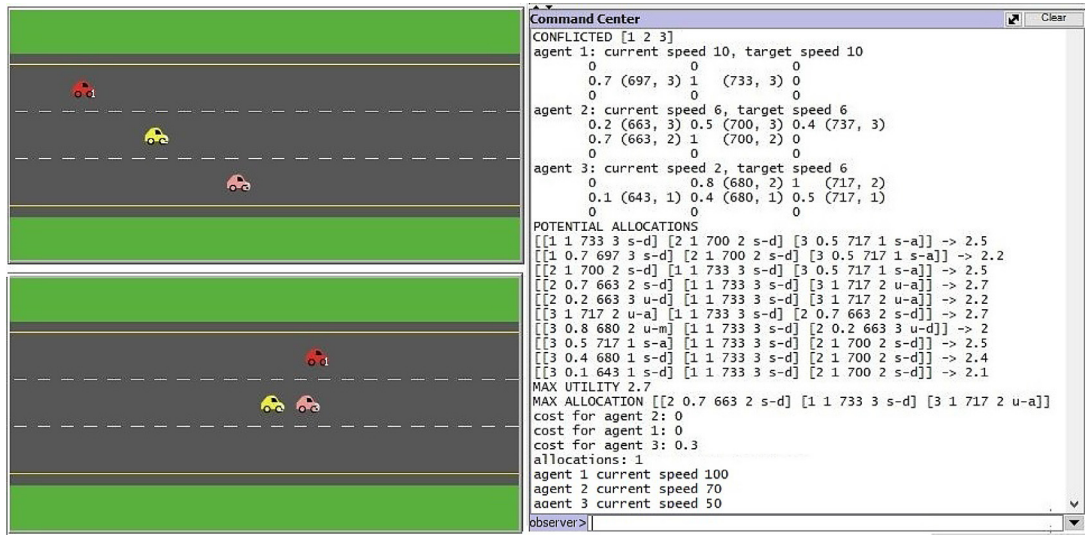 1
2
3
1
2
3
Command Center
Clear
CONFLICTED [1 2 3]
agent 1: current speed 10, target speed 10
0 0 0
0.7 (697, 3) 1 (733, 3) 0
0 0 0
agent 2: current speed 6, target speed 6
0.2 (663, 3) 0.5 (700, 3) 0.4 (737, 3)
0.7 (663, 2) 1 (700, 2) 0
0 0 0
agent 3: current speed 2, target speed 6
0 0.8 (680, 2) 1 (717, 2)
0.1 (643, 1) 0.4 (680, 1) 0.5 (717, 1)
0 0 0
POTENTIAL ALLOCATIONS
[[1 1 733 3 s-d] [2 1 700 2 s-d] [3 0.5 717 1 s-a]] -> 2.5
[[1 0.7 697 3 s-d] [2 1 700 2 s-d] [3 0.5 717 1 s-a]] -> 2.2
[[2 1 700 2 s-d] [1 1 733 3 s-d] [3 0.5 717 1 s-a]] -> 2.5
[[2 0.7 663 2 s-d] [1 1 733 3 s-d] [3 1 717 2 u-a]] -> 2.7
[[2 0.2 663 3 u-d] [1 1 733 3 s-d] [3 1 717 2 u-a]] -> 2.2
[[3 1 717 2 u-a] [1 1 733 3 s-d] [2 0.7 663 2 s-d]] -> 2.7
[[3 0.8 680 2 u-m] [1 1 733 3 s-d] [2 0.2 663 3 u-d]] -> 2
[[3 0.5 717 1 s-a] [1 1 733 3 s-d] [2 1 700 2 s-d]] -> 2.5
[[3 0.4 680 1 s-d] [1 1 733 3 s-d] [2 1 700 2 s-d]] -> 2.4
[[3 0.1 643 1 s-d] [1 1 733 3 s-d] [2 1 700 2 s-d]] -> 2.1
MAX UTILITY 2.7
MAX ALLOCATION [[2 0.7 663 2 s-d] [1 1 733 3 s-d] [3 1 717 2 u-a]]
cost for agent 2: 0
cost for agent 1: 0
cost for agent 3: 0.3
allocations: 1
agent 1 current speed 100
agent 2 current speed 70
agent 3 current speed 50
observer>